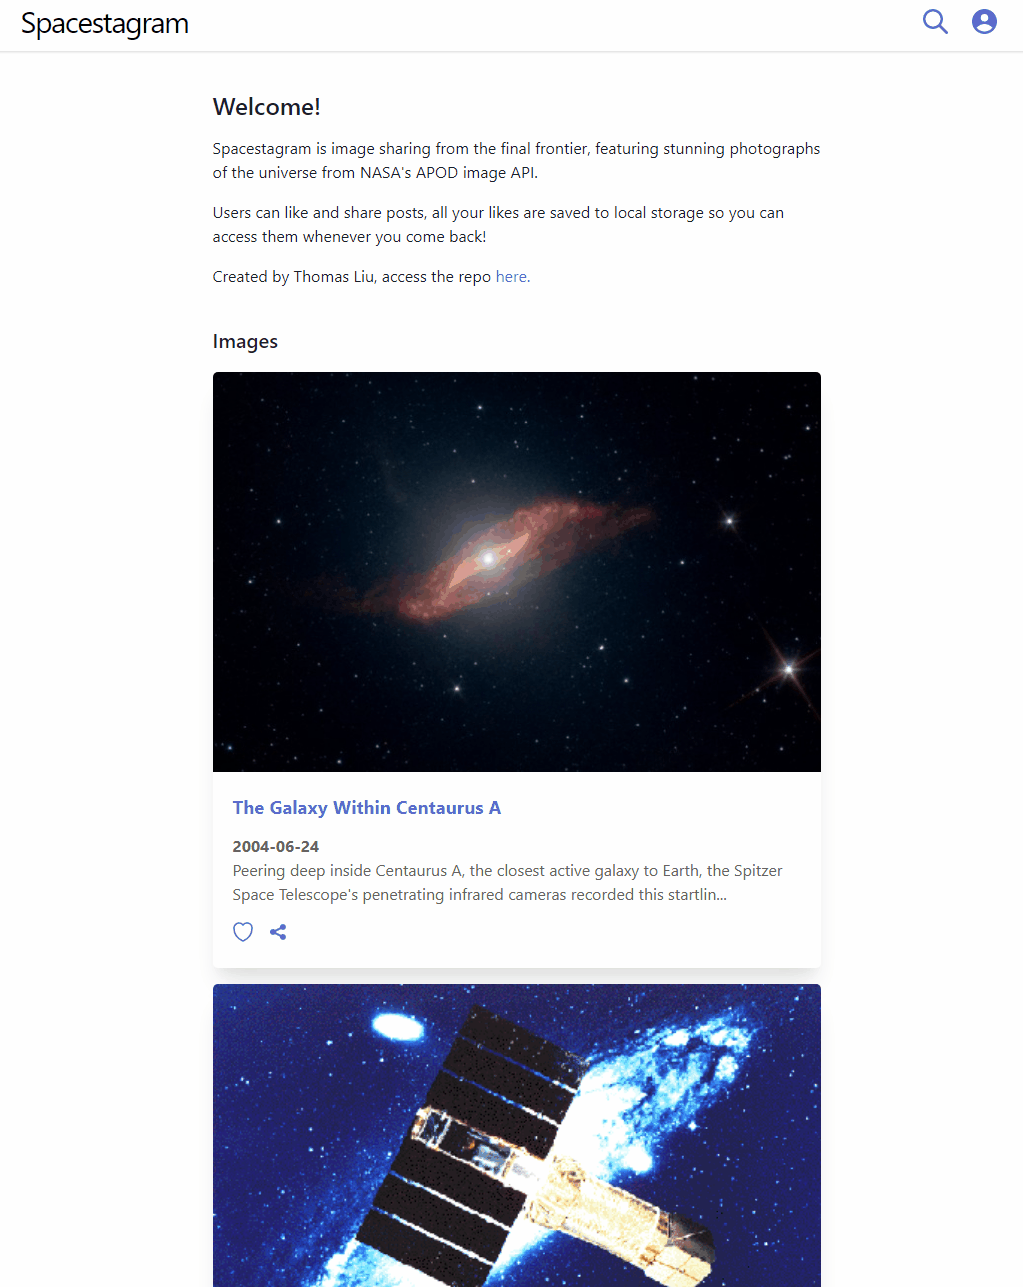 Spacestagram
Welcome!
Spacestagram is image sharing from the final frontier, featuring stunning photographs
of the universe from NASA's APOD image API.
Users can like and share posts, all your likes are saved to local storage so you can
access them whenever you come back!
Created by Thomas Liu, access the repo here.
Images
The Galaxy Within Centaurus A
2004-06-24
Peering deep inside Centaurus A, the closest active galaxy to Earth, the Spitzer
Space Telescope's penetrating infrared cameras recorded this startlin...